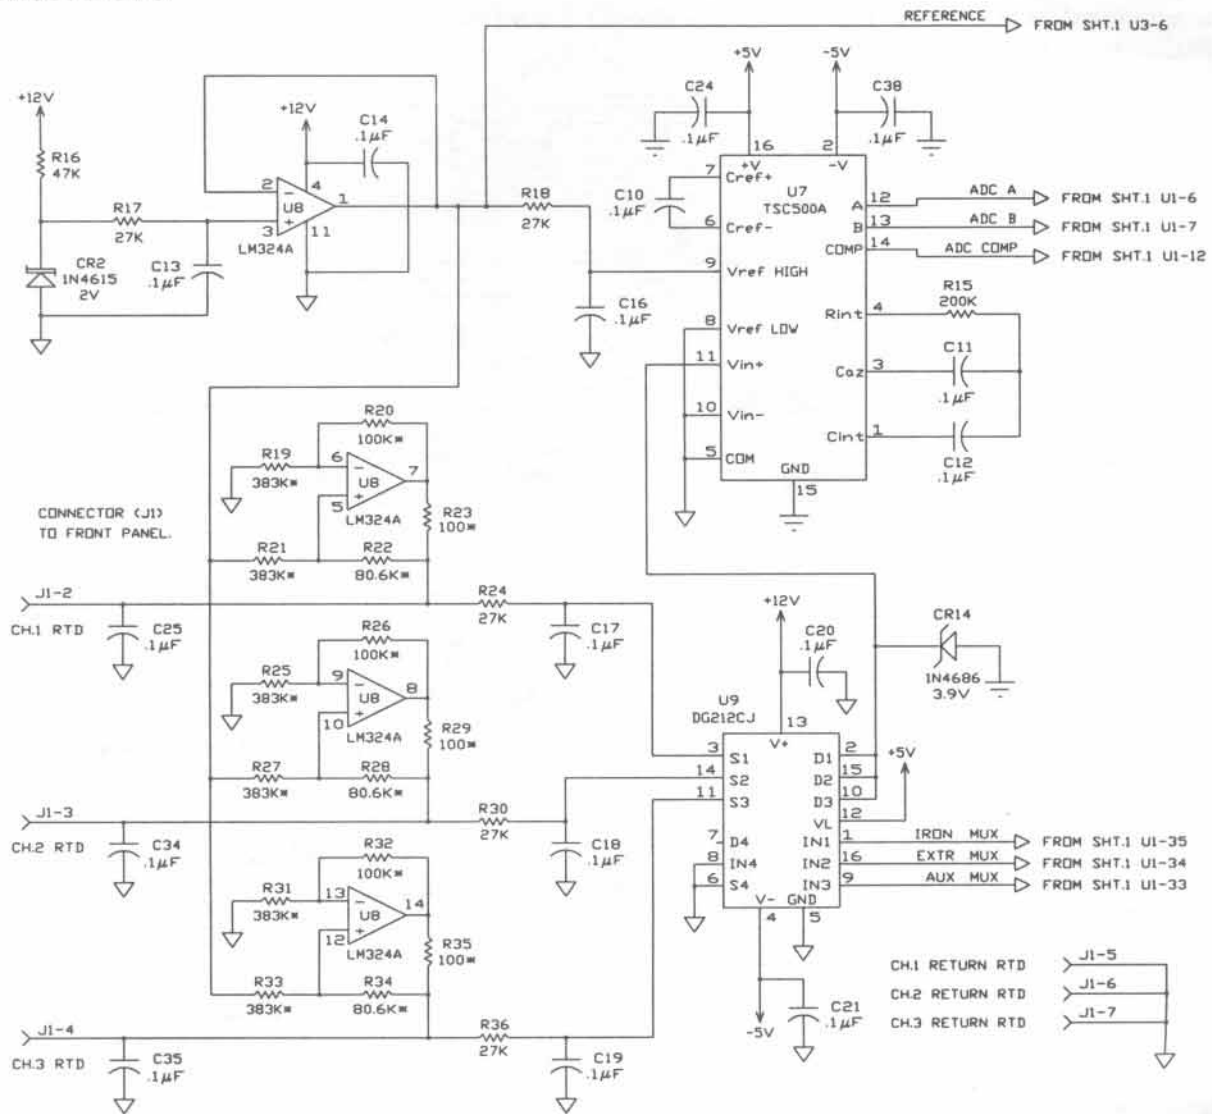 REFERENCE
FROM SHT.1 U3-6
+12V
R16
47K
R17
27K
CR2
1N4615
2V
C13
.1µF
+12V
C14
.1µF
2
−
4
U8
1
+
3
11
LM324A
R18
27K
C16
.1µF
+5V
-5V
C24
.1µF
C38
.1µF
16
2
+V
-V
7
Cref+
C10
.1µF
6
Cref-
U7
TSC500A
12
A
ADC A
FROM SHT.1 U1-6
13
B
ADC B
FROM SHT.1 U1-7
14
COMP
ADC COMP
FROM SHT.1 U1-12
9
Vref HIGH
8
Vref LOW
11
Vin+
10
Vin-
5
COM
Rint
4
R15
200K
Caz
3
C11
.1µF
Cint
1
C12
.1µF
GND
15
R20
100K*
R19
383K*
6
−
U8
7
+
5
LM324A
R23
100*
R21
383K*
R22
80.6K*
CONNECTOR (J1)
TO FRONT PANEL.
J1-2
CH.1 RTD
C25
.1µF
R24
27K
C17
.1µF
R26
100K*
R25
383K*
9
−
U8
8
+
10
LM324A
R29
100*
R27
383K*
R28
80.6K*
J1-3
CH.2 RTD
C34
.1µF
R30
27K
C18
.1µF
R32
100K*
R31
383K*
13
−
U8
14
+
12
LM324A
R35
100*
R33
383K*
R34
80.6K*
J1-4
CH.3 RTD
C35
.1µF
R36
27K
C19
.1µF
+12V
C20
.1µF
CR14
1N4686
3.9V
U9
DG212CJ
13
V+
3
S1
14
S2
11
S3
7
D4
8
IN4
6
S4
D1
2
D2
15
D3
10
VL
12
+5V
IN1
1
IRON MUX
FROM SHT.1 U1-35
IN2
16
EXTR MUX
FROM SHT.1 U1-34
IN3
9
AUX MUX
FROM SHT.1 U1-33
V-
GND
4
5
C21
.1µF
-5V
CH.1 RETURN RTD
J1-5
CH.2 RETURN RTD
J1-6
CH.3 RETURN RTD
J1-7